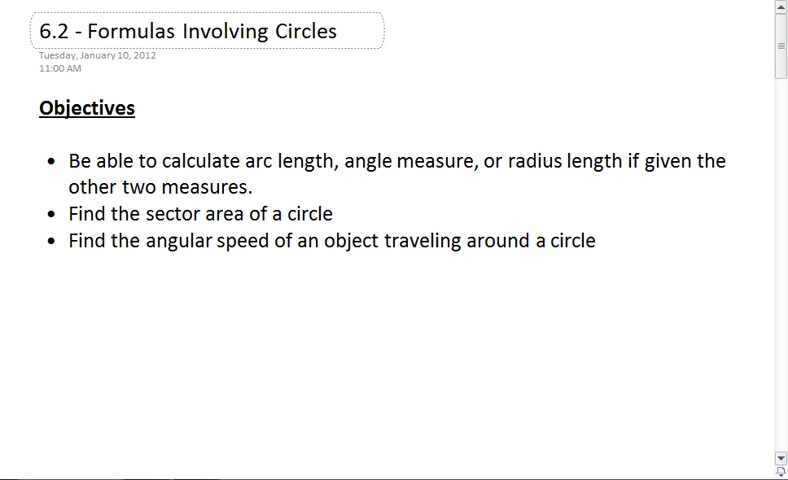 6.2 - Formulas Involving Circles
Tuesday, January 10, 2012
11:00 AM
Objectives
• Be able to calculate arc length, angle measure, or radius length if given the
other two measures.
• Find the sector area of a circle
• Find the angular speed of an object traveling around a circle